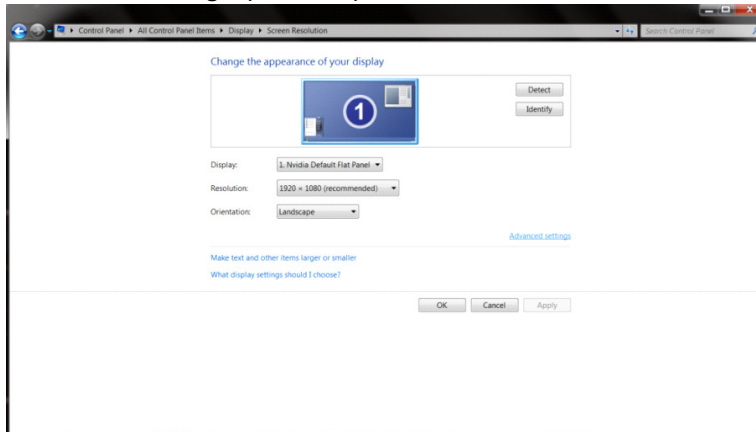 Control Panel ▸ All Control Panel Items ▸ Display ▸ Screen Resolution
Search Control Panel
Change the appearance of your display
1
Detect
Identify
Display: 1. Nvidia Default Flat Panel
Resolution: 1920 × 1080 (recommended)
Orientation: Landscape
Advanced settings
Make text and other items larger or smaller
What display settings should I choose?
OK Cancel Apply